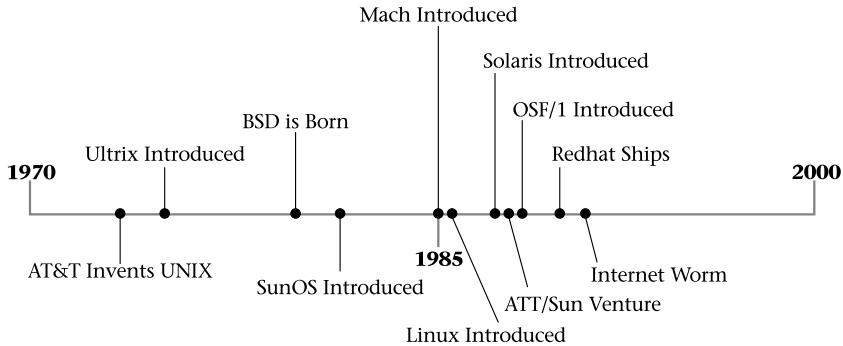 Mach Introduced
Solaris Introduced
OSF/1 Introduced
BSD is Born
Ultrix Introduced
Redhat Ships
1970
2000
1985
AT&T Invents UNIX
Internet Worm
SunOS Introduced
ATT/Sun Venture
Linux Introduced